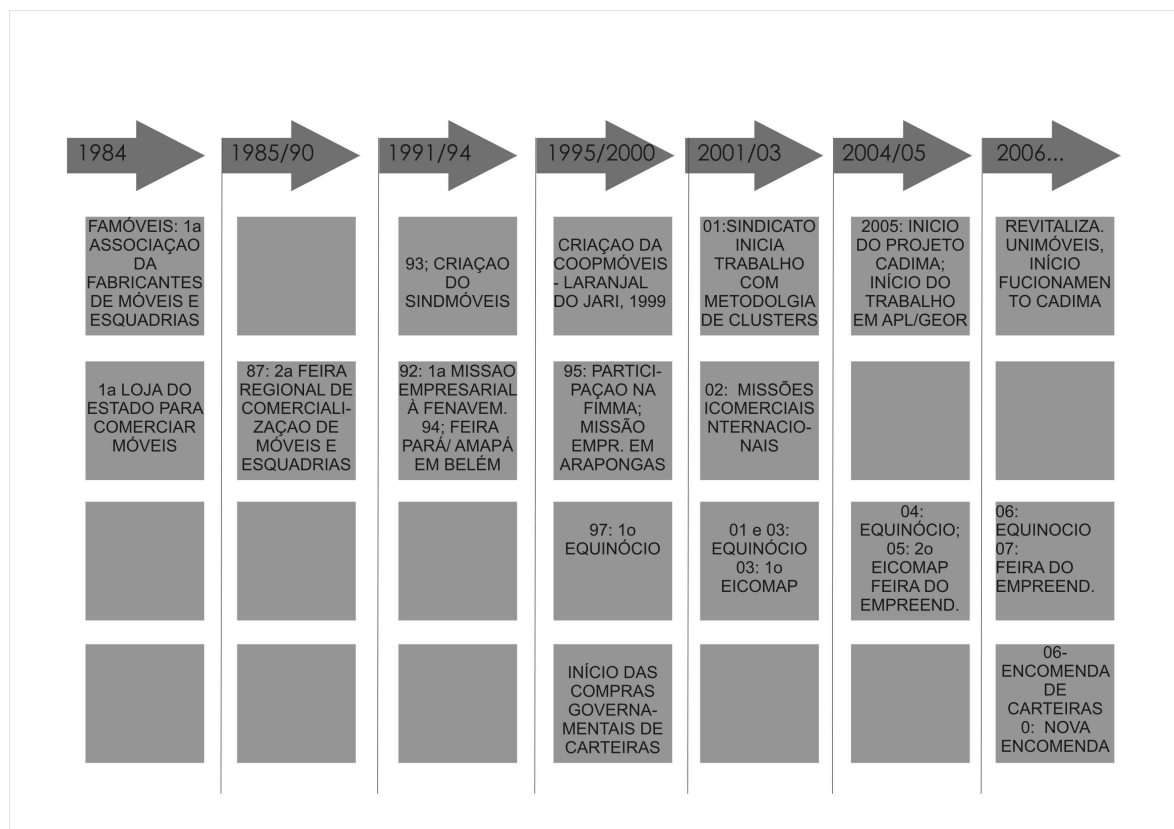 1984
1985/90
1991/94
1995/2000
2001/03
2004/05
2006...
FAMÓVEIS: 1a
ASSOCIAÇAO
DA
FABRICANTES
DE MÓVEIS E
ESQUADRIAS
93; CRIAÇAO
DO
SINDMÓVEIS
CRIAÇAO DA
COOPMÓVEIS
- LARANJAL
DO JARI, 1999
01:SINDICATO
INICIA
TRABALHO
COM
METODOLGIA
DE CLUSTERS
2005: INICIO
DO PROJETO
CADIMA;
INÍCIO DO
TRABALHO
EM APL/GEOR
REVITALIZA.
UNIMÓVEIS,
INÍCIO
FUCIONAMEN
TO CADIMA
1a LOJA DO
ESTADO PARA
COMERCIAR
MÓVEIS
87: 2a FEIRA
REGIONAL DE
COMERCIALI-
ZAÇAO DE
MÓVEIS E
ESQUADRIAS
92: 1a MISSAO
EMPRESARIAL
À FENAVEM.
94; FEIRA
PARÁ/ AMAPÁ
EM BELÉM
95: PARTICI-
PAÇAO NA
FIMMA;
MISSÃO
EMPR. EM
ARAPONGAS
02: MISSÕES
ICOMERCIAIS
NTERNACIO-
NAIS
97: 1o
EQUINÓCIO
01 e 03:
EQUINÓCIO
03: 1o
EICOMAP
04:
EQUINÓCIO;
05: 2o
EICOMAP
FEIRA DO
EMPREEND.
06:
EQUINOCIO
07:
FEIRA DO
EMPREEND.
INÍCIO DAS
COMPRAS
GOVERNA-
MENTAIS DE
CARTEIRAS
06-
ENCOMENDA
DE
CARTEIRAS
0: NOVA
ENCOMENDA